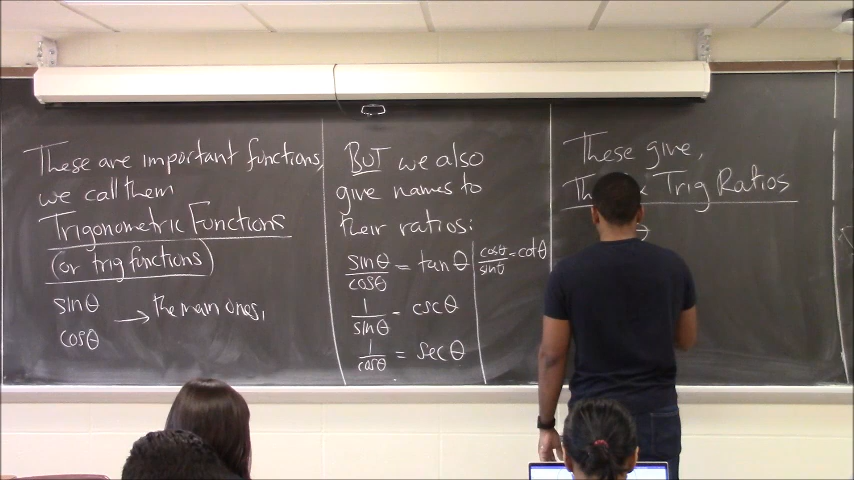 These are important functions,
we call them
Trigonometric Functions
(or trig functions)
sinθ
cosθ
→ the main ones,
BUT we also
give names to
their ratios:
sinθ/cosθ = tanθ
cosθ/sinθ = cotθ
1/sinθ = cscθ
1/cosθ = secθ
These give,
Trig Ratios
θ